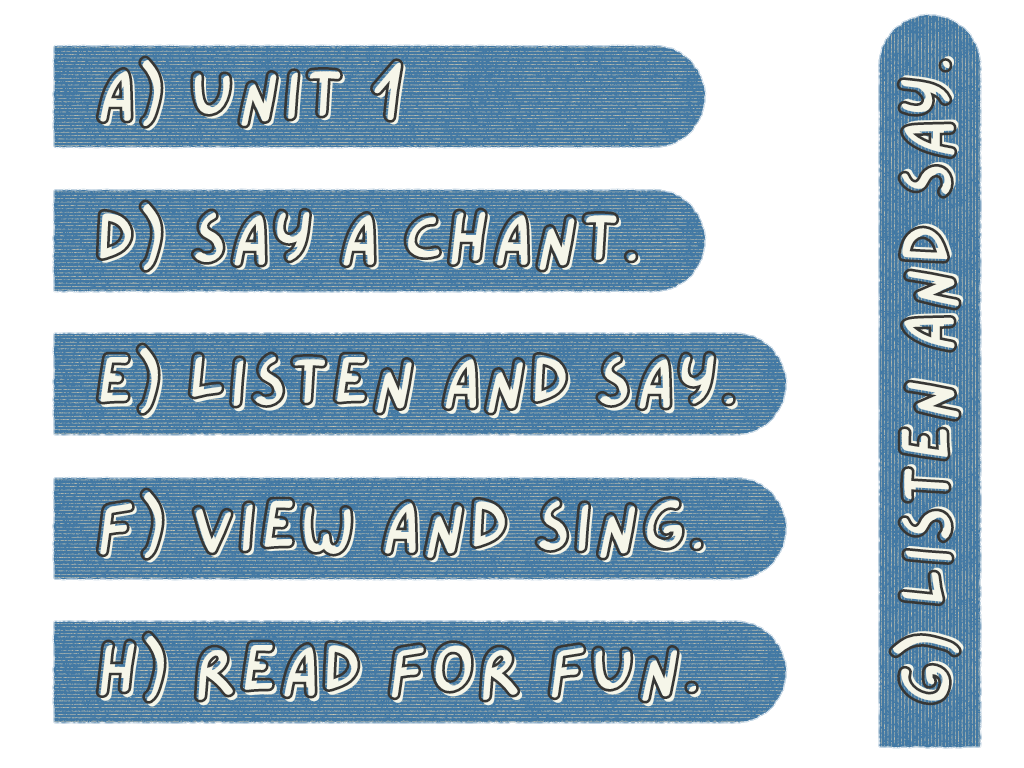 A) UNIT 1
D) SAY A CHANT.
E) LISTEN AND SAY.
F) VIEW AND SING.
H) READ FOR FUN.
G) LISTEN AND SAY.